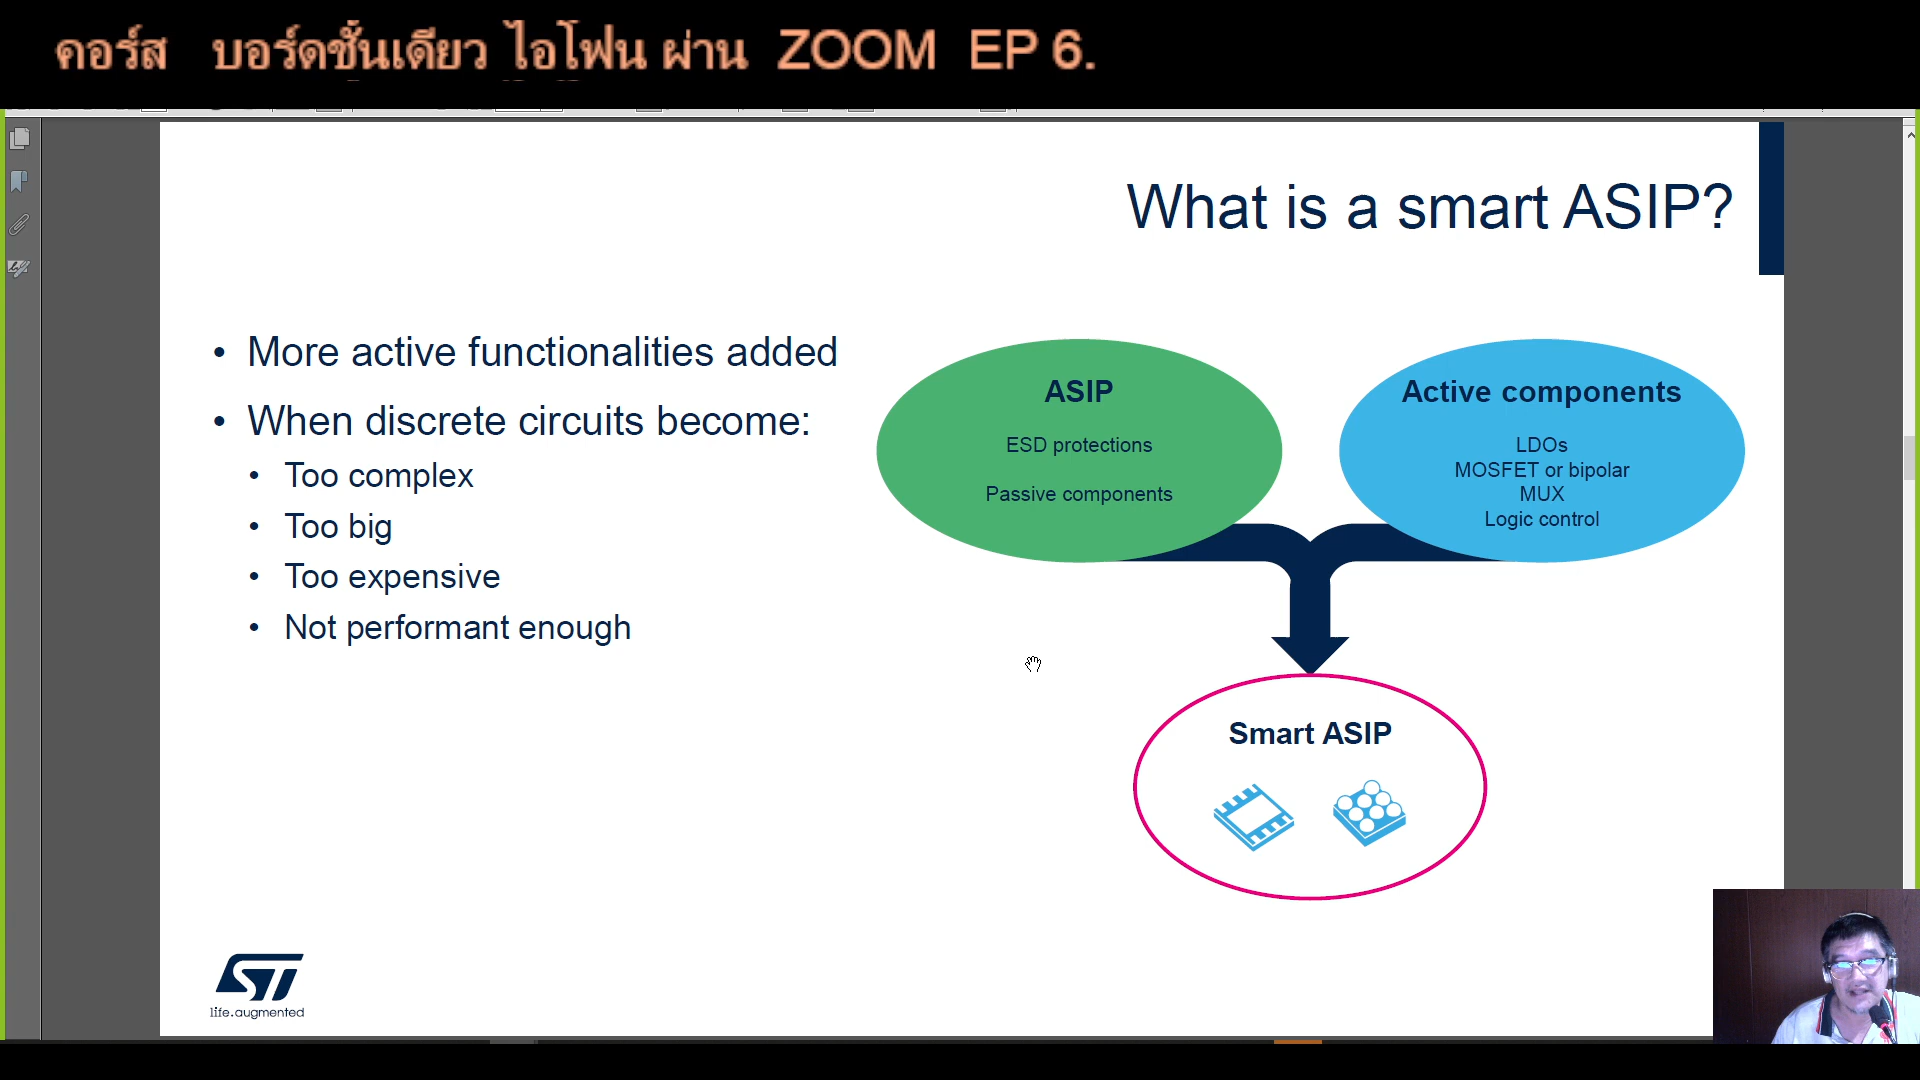 คอร์ส บอร์ดชั้นเดียว ไอโฟน ผ่าน ZOOM EP 6.
What is a smart ASIP?
• More active functionalities added
• When discrete circuits become:
• Too complex
• Too big
• Too expensive
• Not performant enough
ASIP
ESD protections
Passive components
Active components
LDOs
MOSFET or bipolar
MUX
Logic control
Smart ASIP
ST
life.augmented